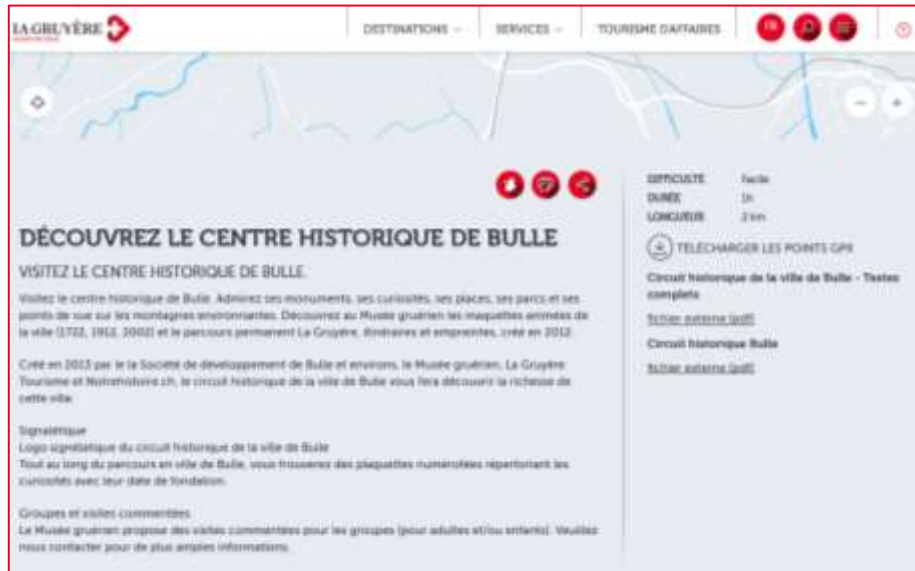 LA GRUYÈRE
DESTINATIONS
SERVICES
TOURISME D'AFFAIRES
FR
DIFFICULTÉ Facile
DURÉE 1h
LONGUEUR 2 km
TÉLÉCHARGER LES POINTS GPX
Circuit historique de la ville de Bulle - Textes
complets
fichier externe (pdf)
Circuit historique Bulle
fichier externe (pdf)
DÉCOUVREZ LE CENTRE HISTORIQUE DE BULLE
VISITEZ LE CENTRE HISTORIQUE DE BULLE.
Visitez le centre historique de Bulle. Admirez ses monuments, ses curiosités, ses places, ses parcs et ses
points de vue sur les montagnes environnantes. Découvrez au Musée gruérien les maquettes animées de
la ville (1722, 1912, 2002) et le parcours permanent La Gruyère, itinéraires et empreintes, créé en 2012.
Créé en 2013 par le la Société de développement de Bulle et environs, le Musée gruérien, La Gruyère
Tourisme et Notrehistoire.ch, le circuit historique de la ville de Bulle vous fera découvrir la richesse de
cette ville.
Signalétique
Logo signélatique du circuit historique de la ville de Bulle
Tout au long du parcours en ville de Bulle, vous trouverez des plaquettes numérotées répertoriant les
curiosités avec leur date de fondation.
Groupes et visites commentées
Le Musée gruérien propose des visites commentées pour les groupes (pour adultes et/ou enfants). Veuillez
nous contacter pour de plus amples informations.